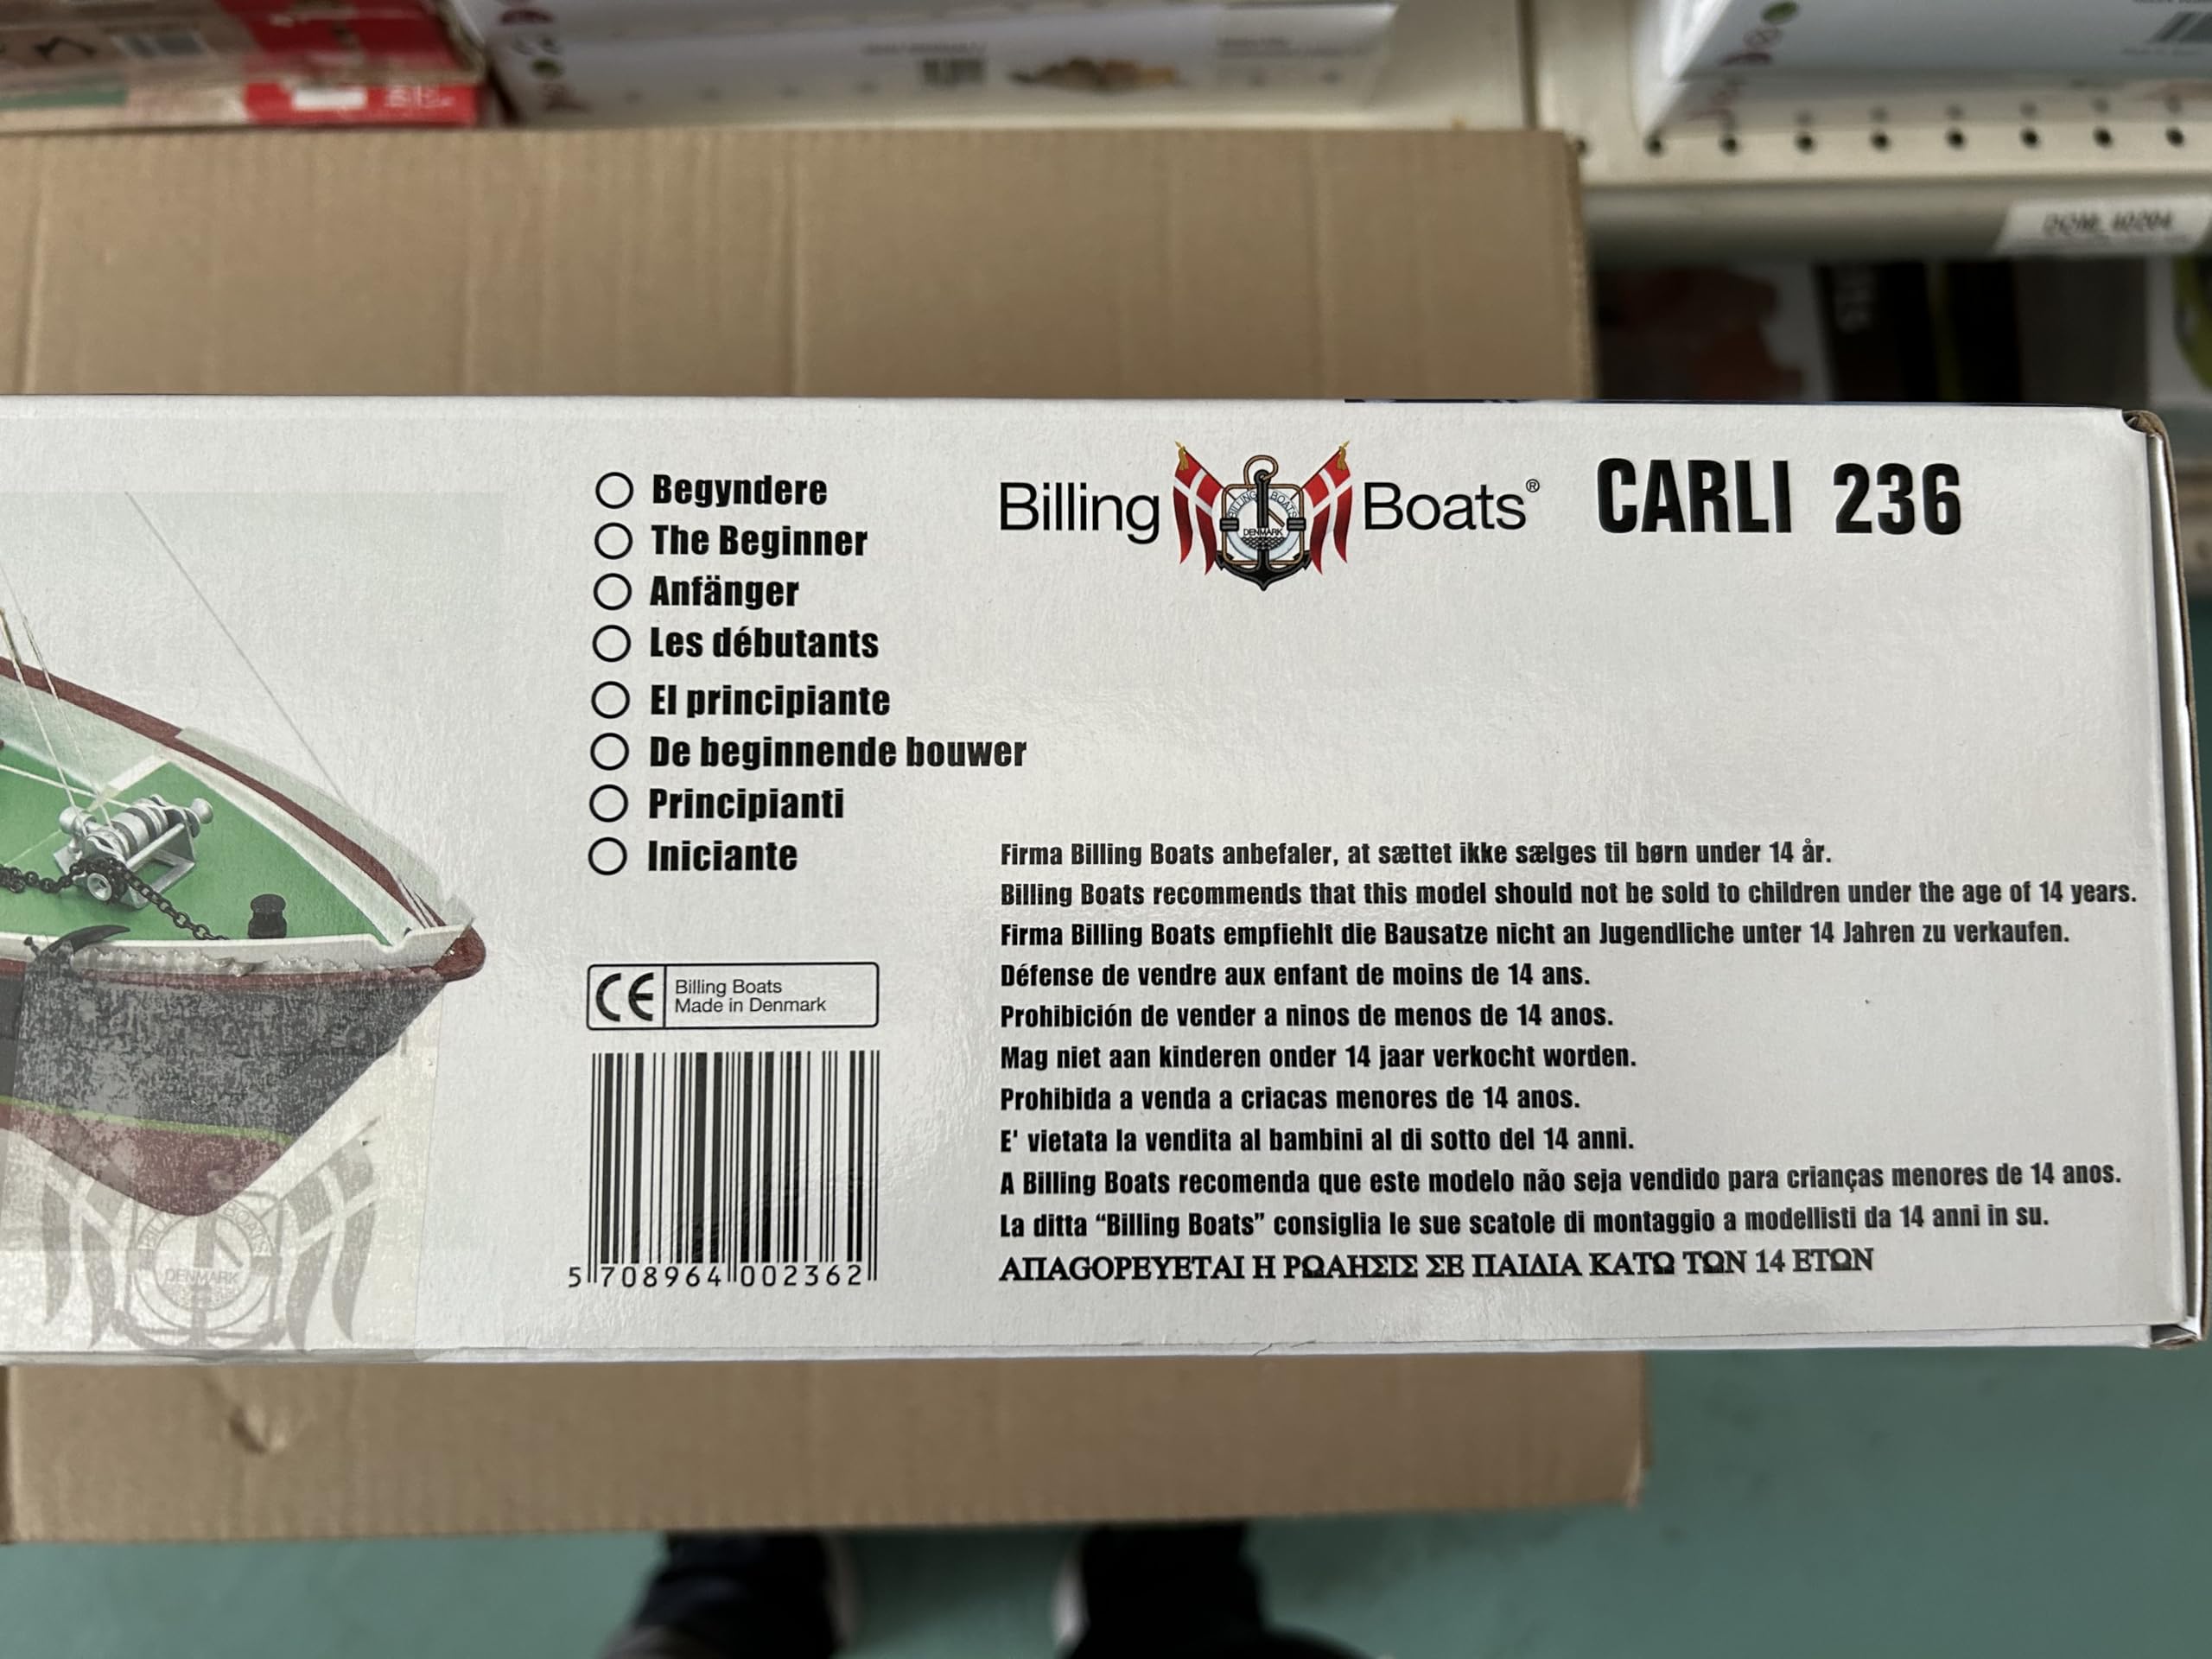 Begyndere
The Beginner
Anfänger
Les débutants
El principiante
De beginnende bouwer
Principianti
Iniciante
CE Billing Boats
Made in Denmark
5 708964 002362
Billing Boats® CARLI 236
BILLING BOATS
DENMARK
Firma Billing Boats anbefaler, at sættet ikke sælges til børn under 14 år.
Billing Boats recommends that this model should not be sold to children under the age of 14 years.
Firma Billing Boats empfiehlt die Bausatze nicht an Jugendliche unter 14 Jahren zu verkaufen.
Défense de vendre aux enfant de moins de 14 ans.
Prohibición de vender a ninos de menos de 14 anos.
Mag niet aan kinderen onder 14 jaar verkocht worden.
Prohibida a venda a criacas menores de 14 anos.
E' vietata la vendita al bambini al di sotto del 14 anni.
A Billing Boats recomenda que este modelo não seja vendido para crianças menores de 14 anos.
La ditta “Billing Boats” consiglia le sue scatole di montaggio a modellisti da 14 anni in su.
ΑΠΑGΟΡΕΥΕΤΑΙ Η ΡΩΑΗΣΙΣ ΣΕ ΠΑΙΔΙΑ ΚΑΤΩ ΤΩΝ 14 ΕΤΩΝ
DENMARK